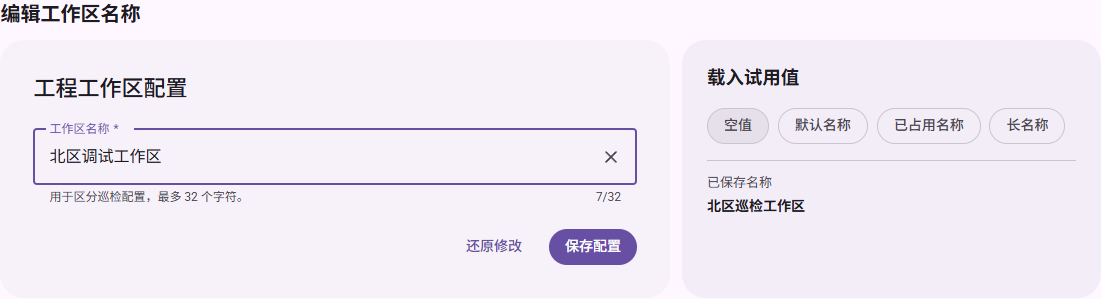 编辑工作区名称
工程工作区配置
工作区名称 *
北区调试工作区
用于区分巡检配置，最多 32 个字符。
7/32
还原修改
保存配置
载入试用值
空值
默认名称
已占用名称
长名称
已保存名称
北区巡检工作区